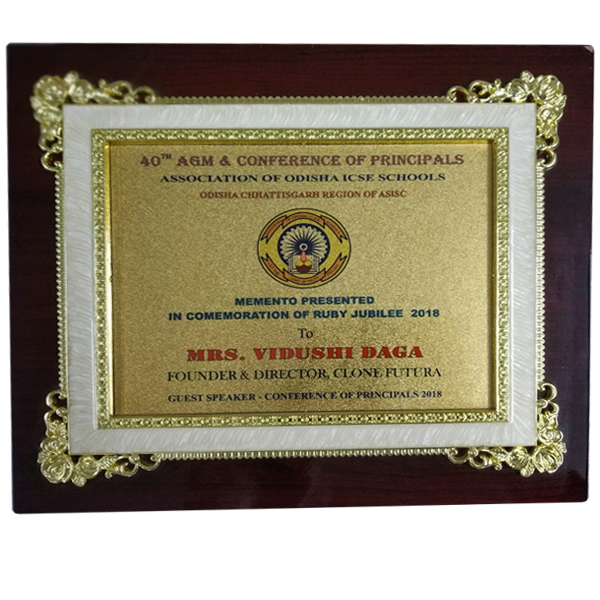 40TH AGM & CONFERENCE OF PRINCIPALS
ASSOCIATION OF ODISHA ICSE SCHOOLS
ODISHA CHHATTISGARH REGION OF ASISC
MEMENTO PRESENTED
IN COMEMORATION OF RUBY JUBILEE 2018
To
MRS. VIDUSHI DAGA
FOUNDER & DIRECTOR, CLONE FUTURA
GUEST SPEAKER - CONFERENCE OF PRINCIPALS 2018